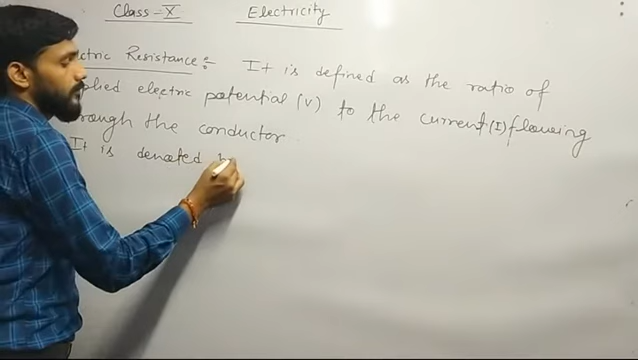 Class-X Electricity
ctric Resistance ÷ It is defined as the ratio of
plied electric potential (V) to the current (I) flowing
rough the conductor
It is denoted b